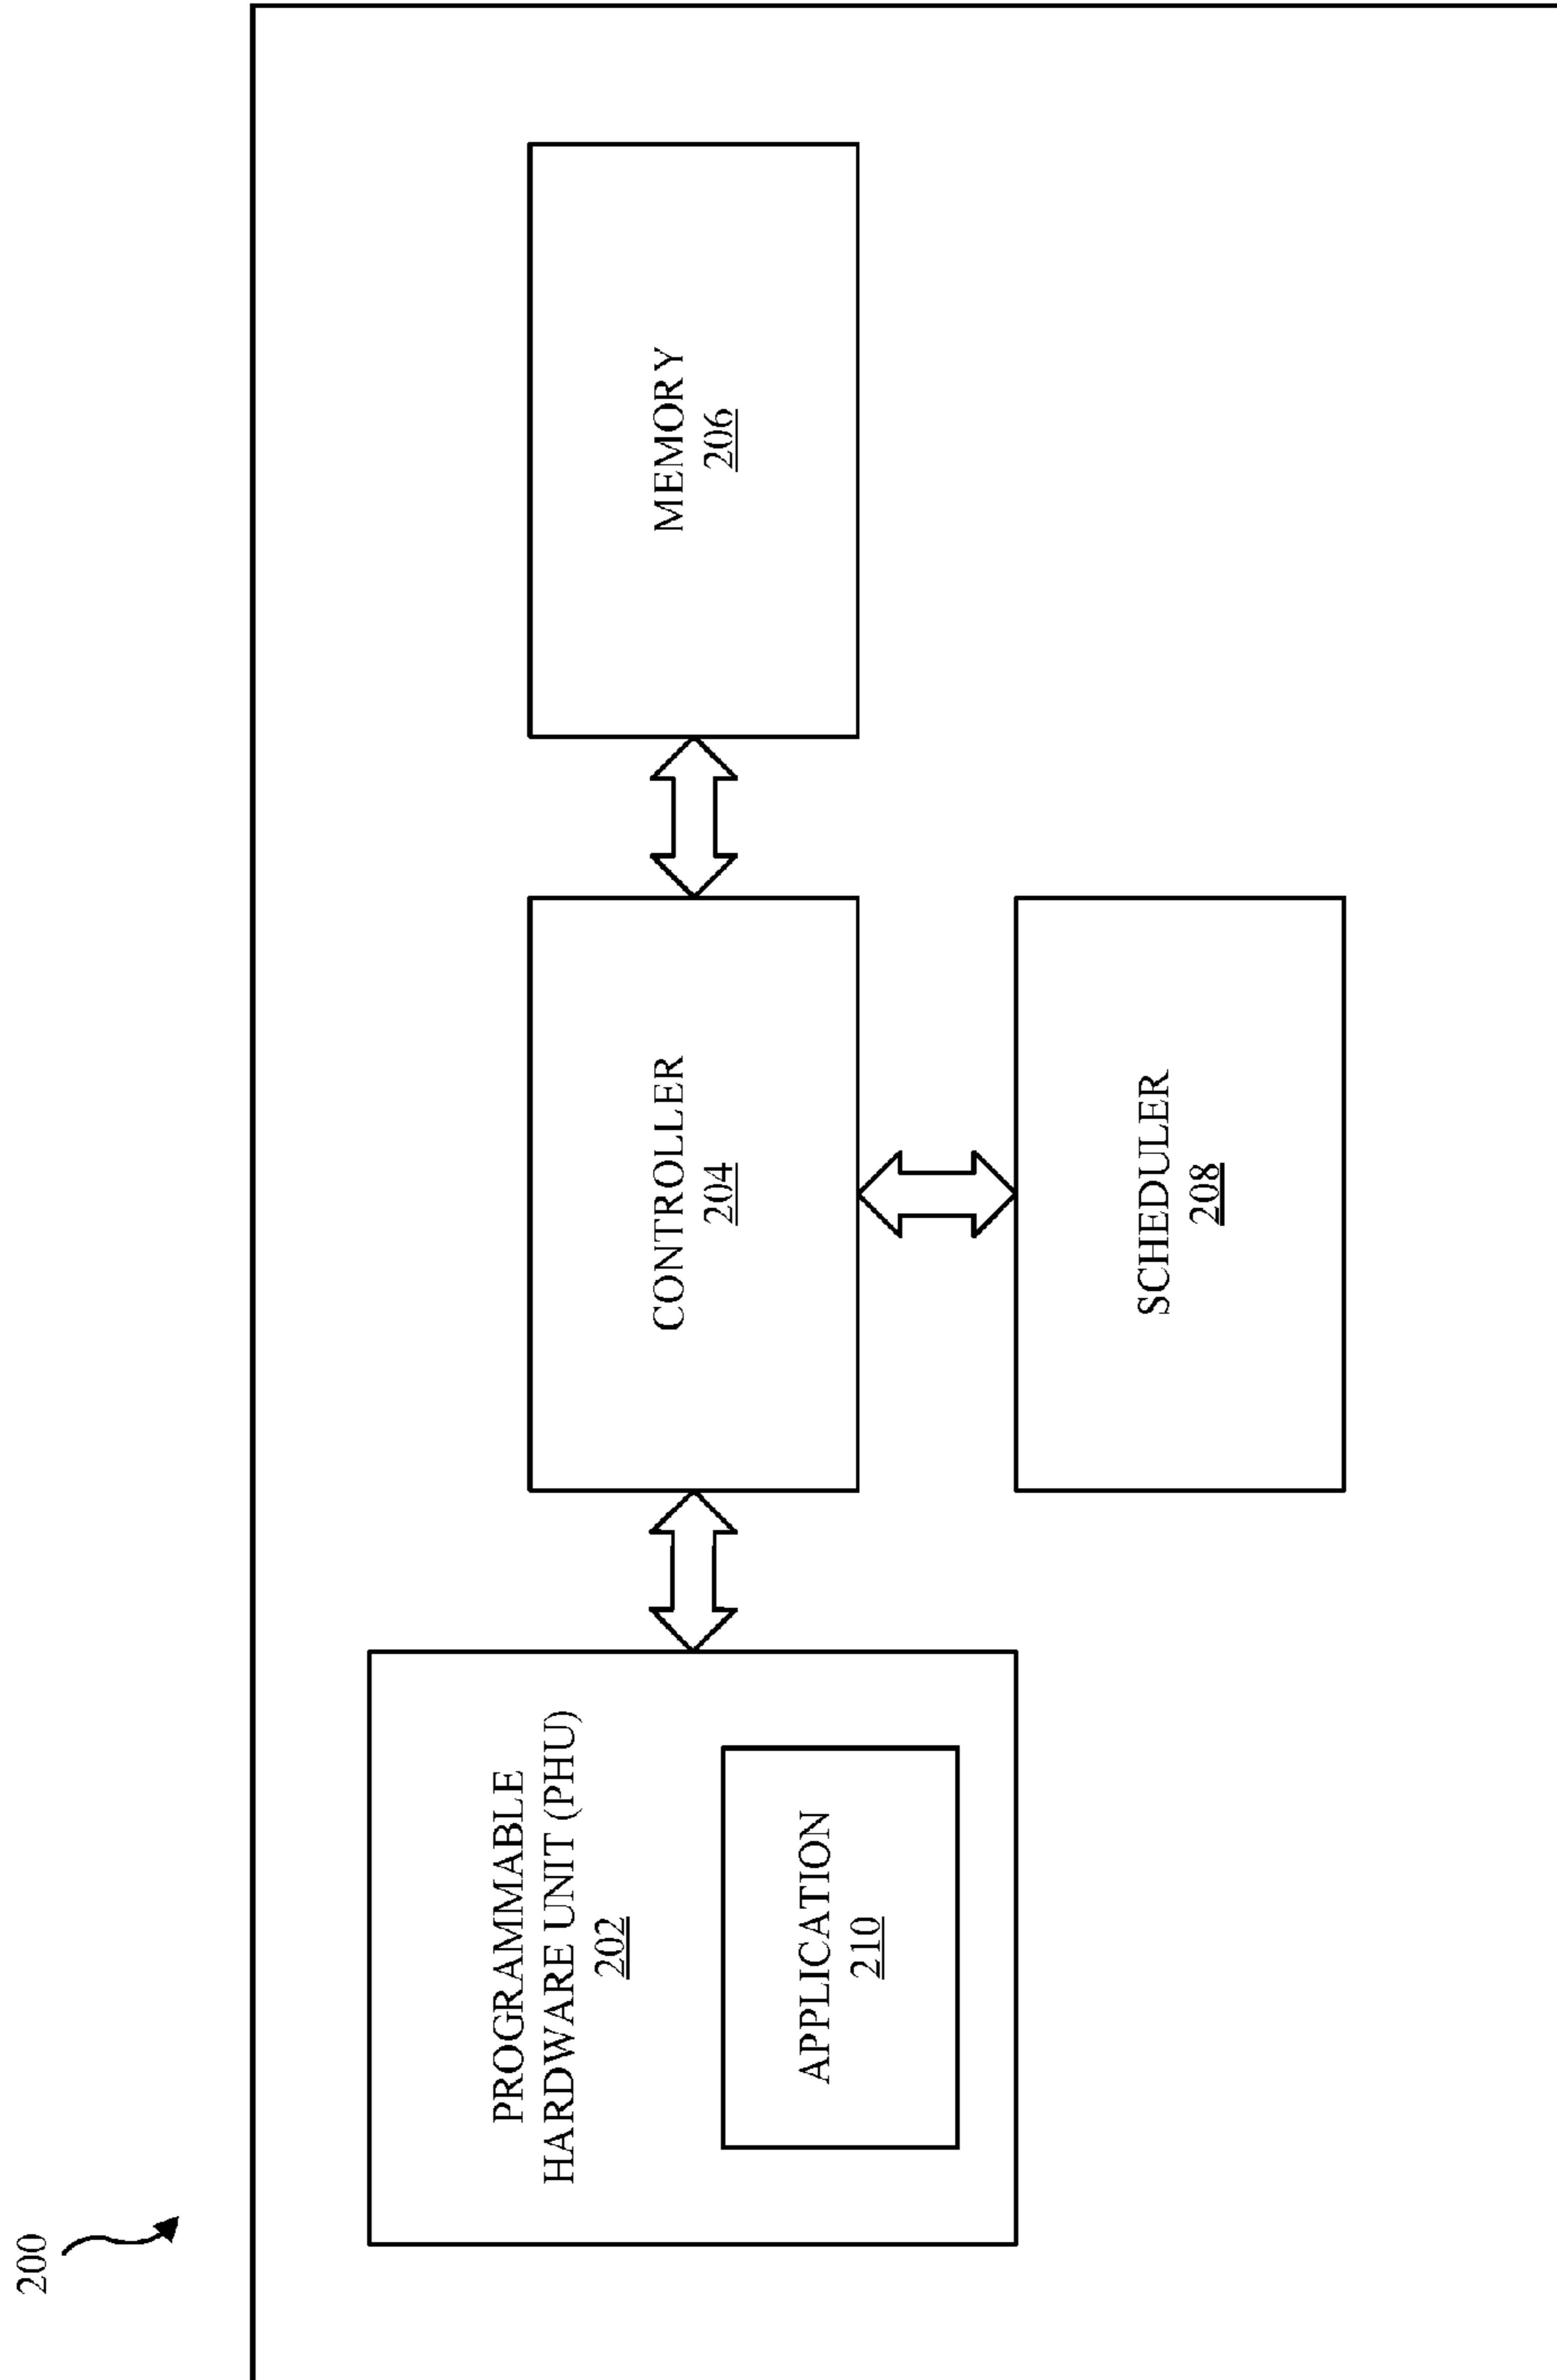 200
PROGRAMMABLE
HARDWARE UNIT (PHU)
202
APPLICATION
210
CONTROLLER
204
MEMORY
206
SCHEDULER
208